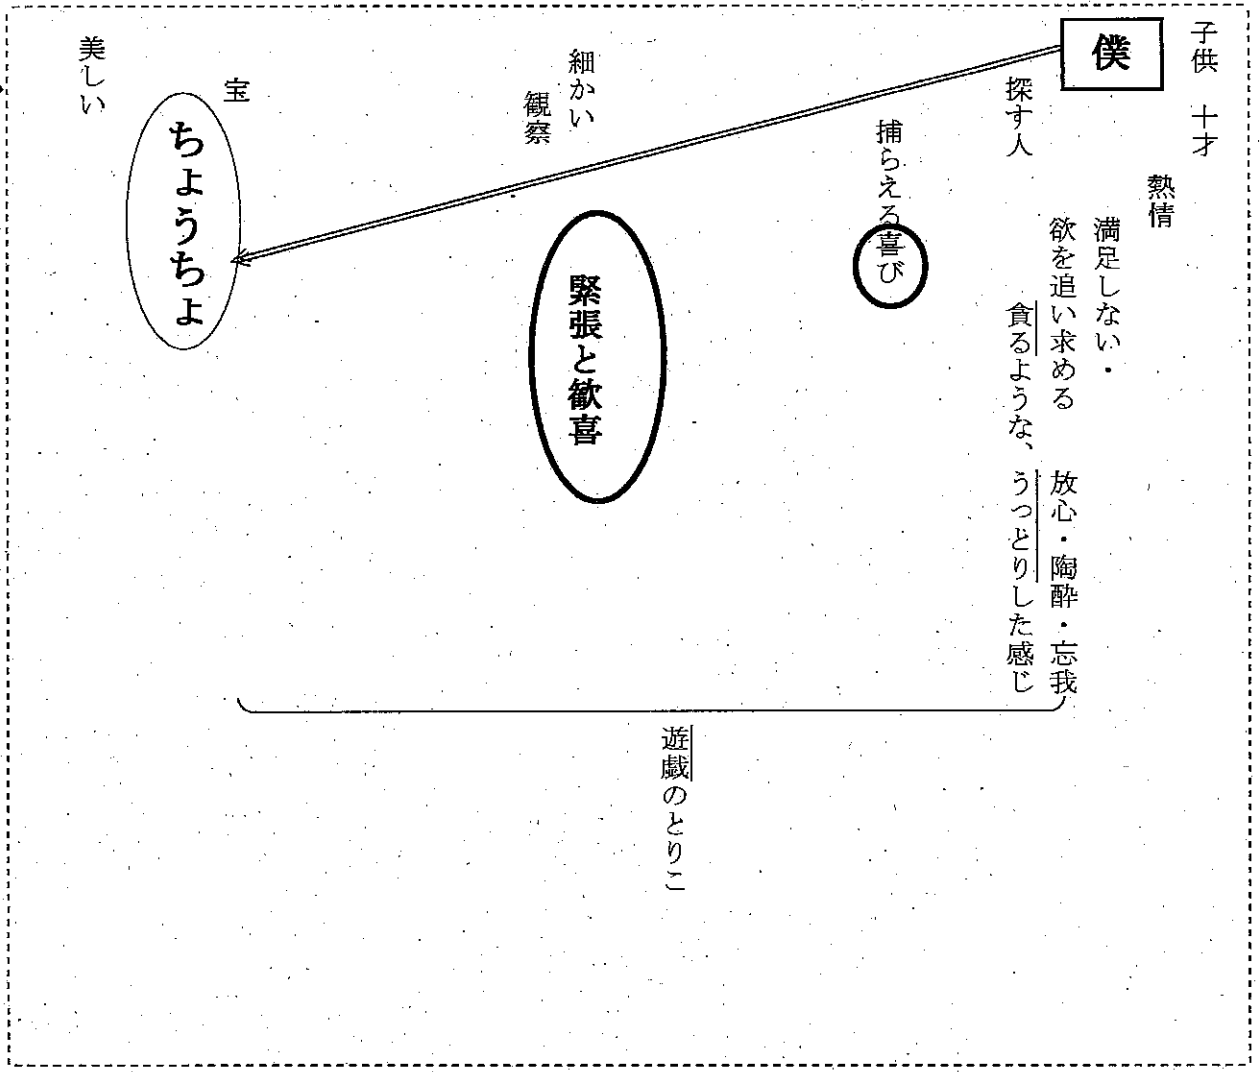 子供　十才
僕
熱情
満足しない・
欲を追い求める
貪るような、
放心・陶酔・忘我
うっとりした感じ
探す人
捕らえる喜び
緊張と歓喜
細かい
観察
遊戯のとりこ
宝
ちょうちょ
美しい